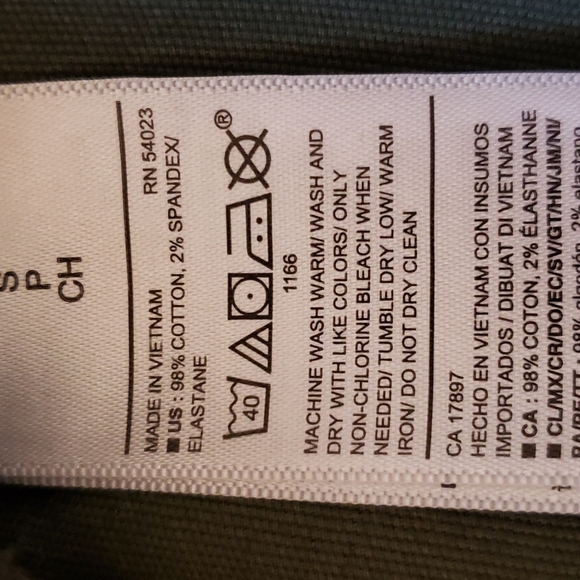 S
P
CH
MADE IN VIETNAM RN 54023
■ US : 98% COTTON, 2% SPANDEX/
ELASTANE
40 ®
1166
MACHINE WASH WARM/ WASH AND
DRY WITH LIKE COLORS/ ONLY
NON-CHLORINE BLEACH WHEN
NEEDED/ TUMBLE DRY LOW/ WARM
IRON/ DO NOT DRY CLEAN
CA 17897
HECHO EN VIETNAM CON INSUMOS
IMPORTADOS / DIBUAT DI VIETNAM
■ CA : 98% COTON, 2% ÉLASTHANNE
■ CL/MX/CR/DO/EC/SV/GT/HN/JM/NI/